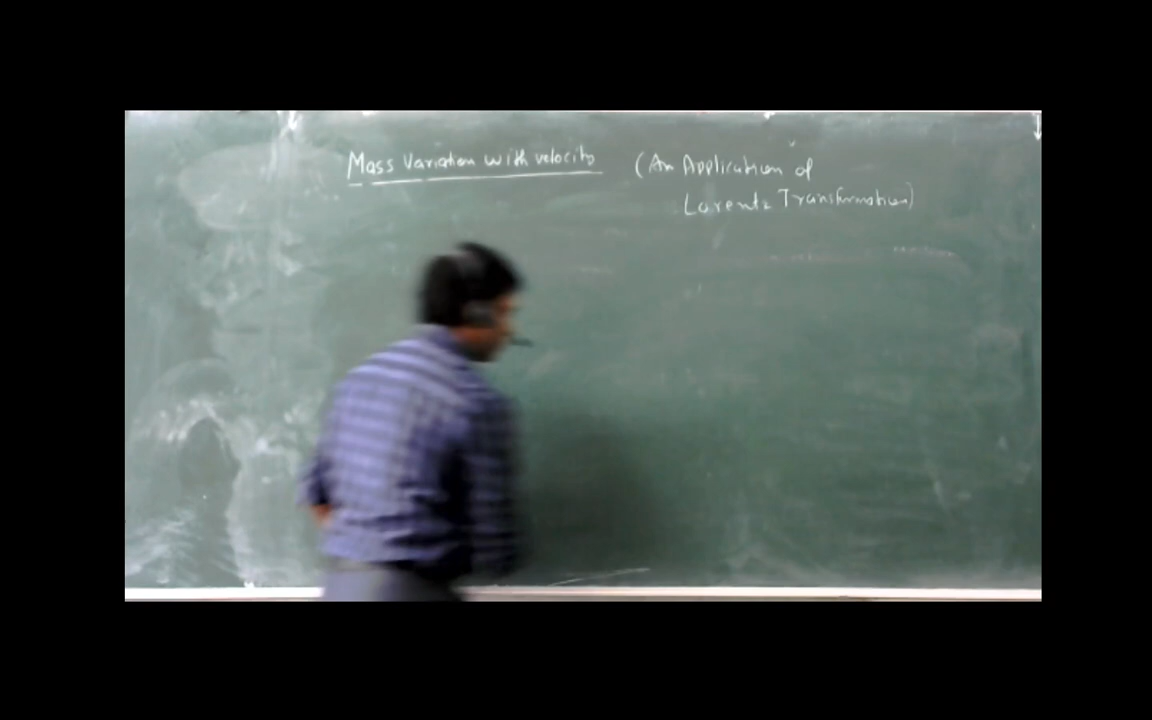 Mass Variation with velocity (An Application of
Lorentz Transformation)